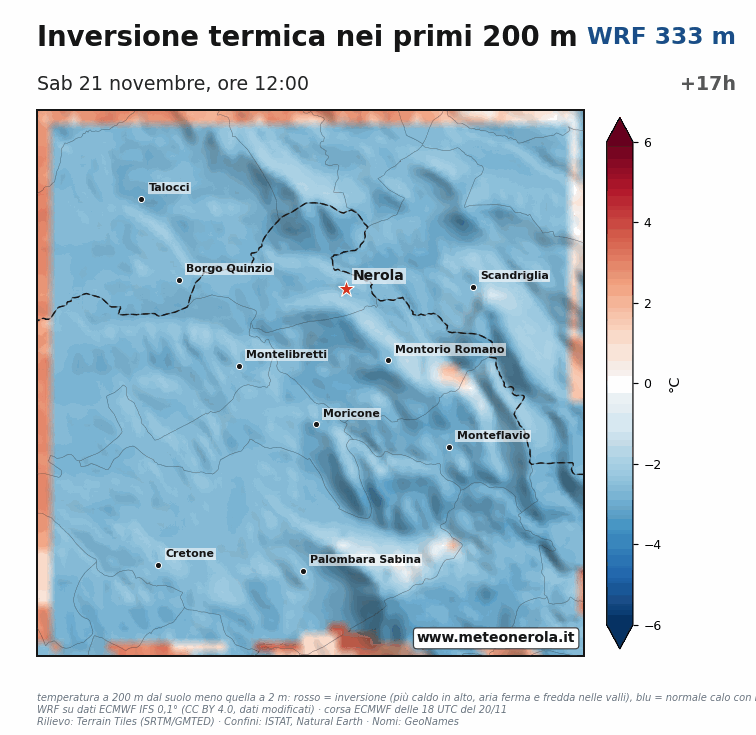 Inversione termica nei primi 200 m WRF 333 m
Sab 21 novembre, ore 12:00 +17h
Talocci
Borgo Quinzio
Nerola
Scandriglia
Montelibretti
Montorio Romano
Moricone
Monteflavio
Cretone
Palombara Sabina
www.meteonerola.it
6
4
2
0
−2
−4
−6
°C
temperatura a 200 m dal suolo meno quella a 2 m: rosso = inversione (più caldo in alto, aria ferma e fredda nelle valli), blu = normale calo con
WRF su dati ECMWF IFS 0,1° (CC BY 4.0, dati modificati) · corsa ECMWF delle 18 UTC del 20/11
Rilievo: Terrain Tiles (SRTM/GMTED) · Confini: ISTAT, Natural Earth · Nomi: GeoNames